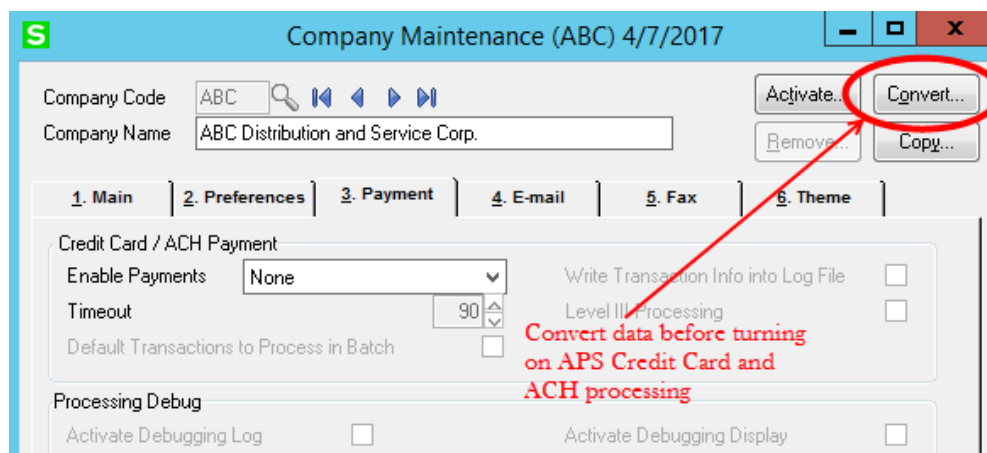 S Company Maintenance (ABC) 4/7/2017 X
Company Code ABC Activate... Convert...
Company Name ABC Distribution and Service Corp. Remove... Copy...
1. Main 2. Preferences 3. Payment 4. E-mail 5. Fax 6. Theme
Credit Card / ACH Payment
Enable Payments None Write Transaction Info into Log File
Timeout 90 Level III Processing
Default Transactions to Process in Batch
Convert data before turning
on APS Credit Card and
ACH processing
Processing Debug
Activate Debugging Log Activate Debugging Display